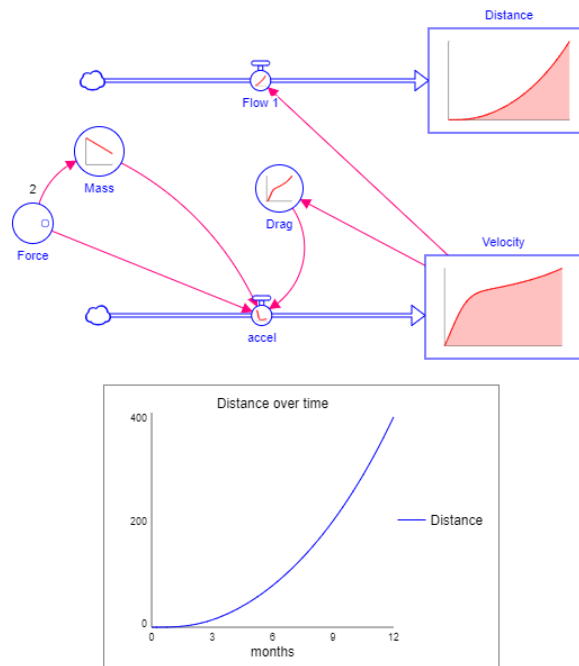 Distance
Flow 1
2
Mass
Drag
Force
Velocity
accel
Distance over time
400
200
0
Distance
0 3 6 9 12
months